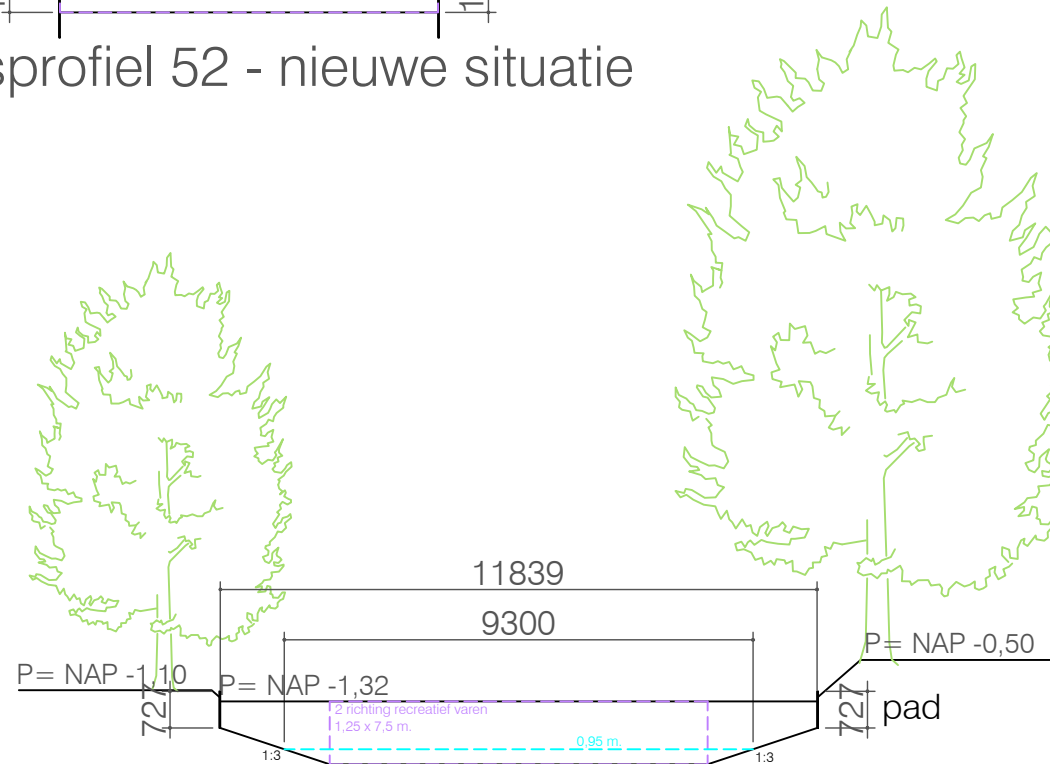 sprofiel 52 - nieuwe situatie
11839
9300
P= NAP -0,50
P= NAP -1,10
P= NAP -1,32
727
2 richting recreatief varen
1,25 x 7,5 m.
727
pad
0,95 m.
1:3
1:3